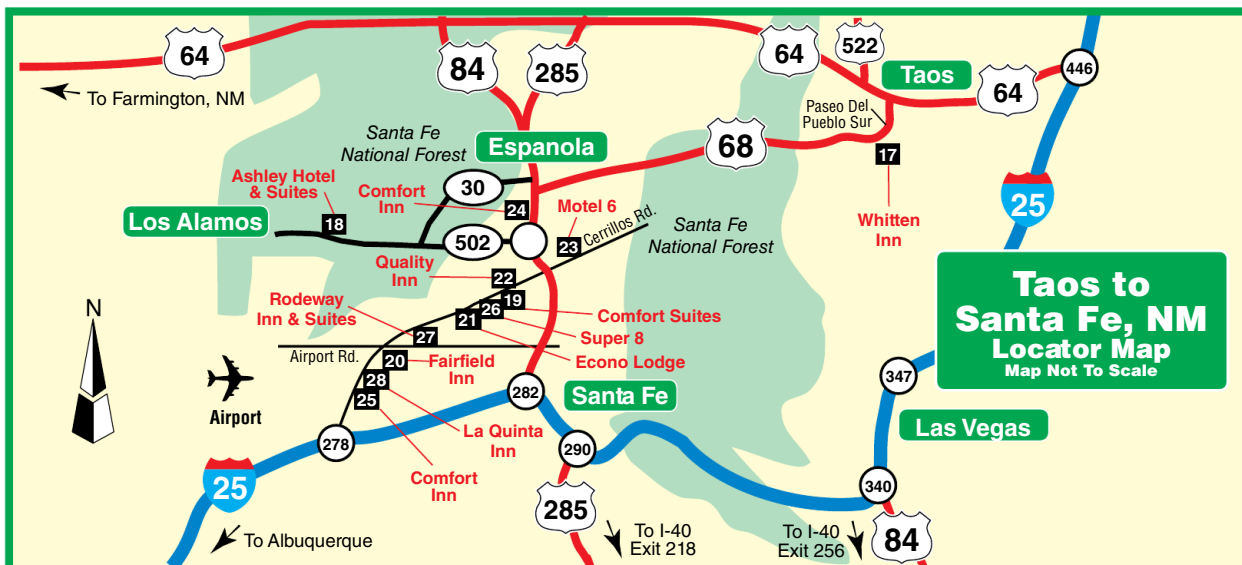 64
84
285
64
522
Taos
64
446
To Farmington, NM
Paseo Del
Pueblo Sur
Santa Fe
National Forest
Espanola
68
17
Ashley Hotel
& Suites
30
Comfort
Inn
24
Motel 6
25
Los Alamos
18
Cerrillos Rd.
Santa Fe
National Forest
Whitten
Inn
502
23
Quality
Inn
22
Taos to
Santa Fe, NM
Locator Map
Map Not To Scale
Rodeway
Inn & Suites
19
26
21
Comfort Suites
27
Super 8
N
Airport Rd.
20
Fairfield
Inn
Econo Lodge
28
25
282
Santa Fe
347
Airport
Las Vegas
278
La Quinta
Inn
290
Comfort
Inn
25
340
285
To I-40
Exit 218
To I-40
Exit 256
84
To Albuquerque